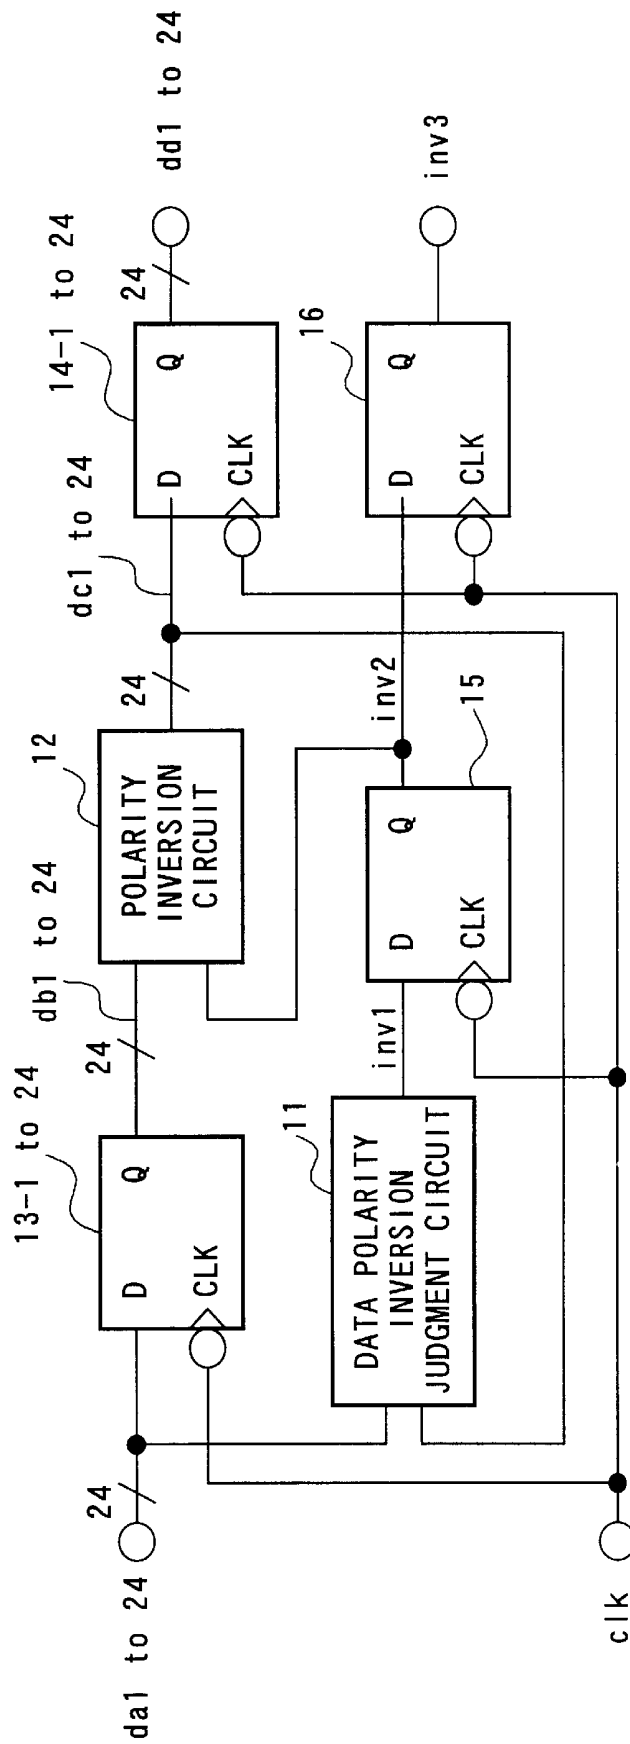 da1 to 24
24
13-1 to 24
D
Q
CLK
24
db1 to 24
12
POLARITY
INVERSION
CIRCUIT
24
dc1 to 24
14-1 to 24
D
Q
CLK
24
dd1 to 24
11
DATA POLARITY
INVERSION
JUDGMENT CIRCUIT
inv1
D
Q
CLK
15
inv2
16
D
Q
CLK
inv3
clk